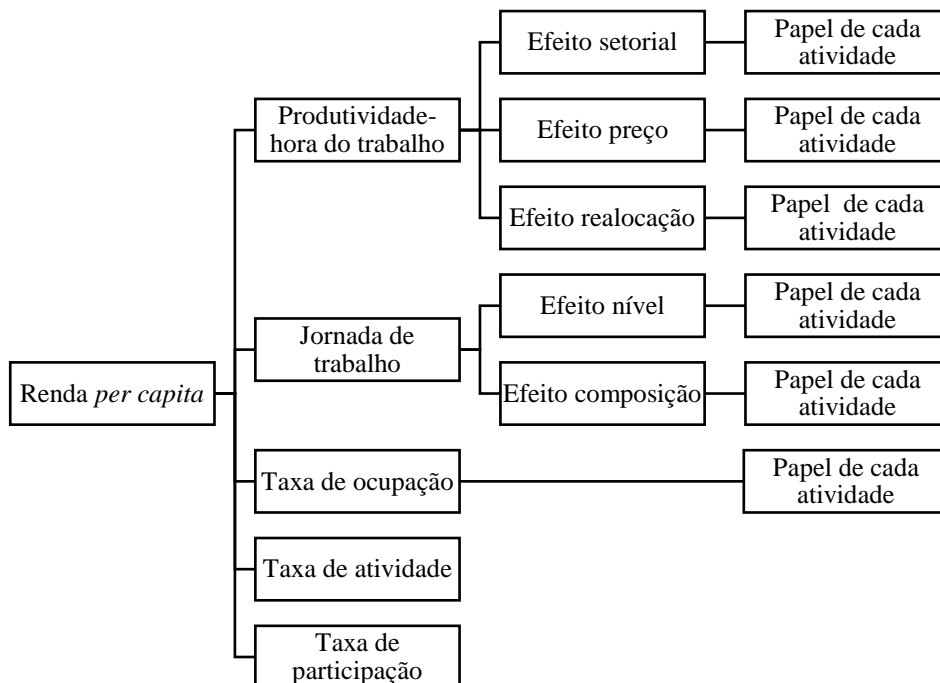 Efeito setorial
Papel de cada
atividade
Produtividade-
hora do trabalho
Efeito preço
Papel de cada
atividade
Efeito realocação
Papel de cada
atividade
Jornada de
trabalho
Efeito nível
Papel de cada
atividade
Renda per capita
Efeito composição
Papel de cada
atividade
Taxa de ocupação
Papel de cada
atividade
Taxa de atividade
Taxa de
participação